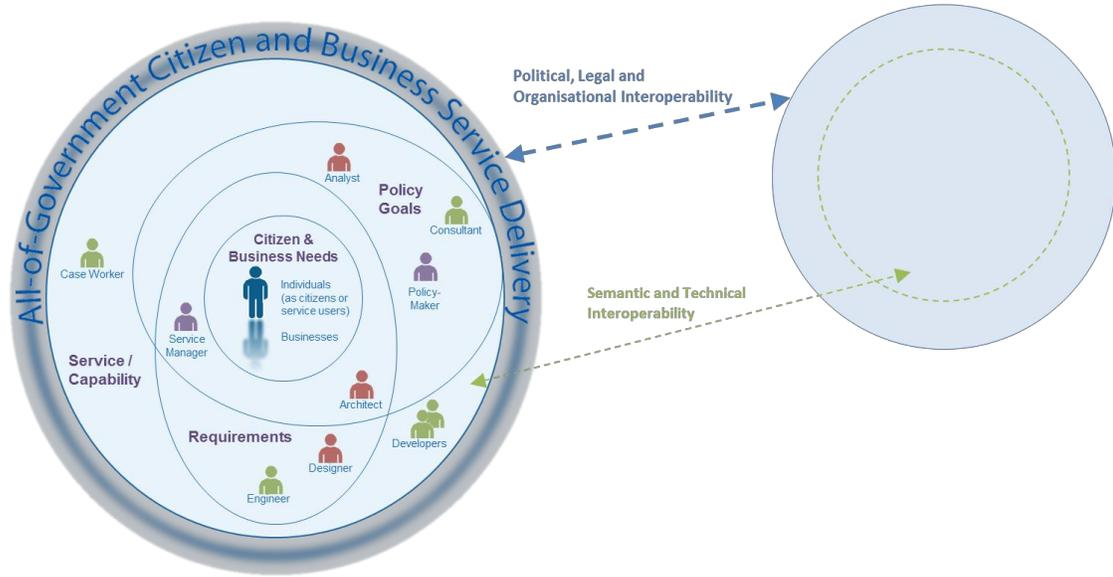 All-of-Government Citizen and Business Service Delivery
Political, Legal and
Organisational Interoperability
Analyst
Policy
Goals
Consultant
Citizen &
Business Needs
Case Worker
Individuals
(as citizens or
service users)
Policy-
Maker
Businesses
Service
Manager
Semantic and Technical
Interoperability
Service /
Capability
Architect
Requirements
Developers
Designer
Engineer